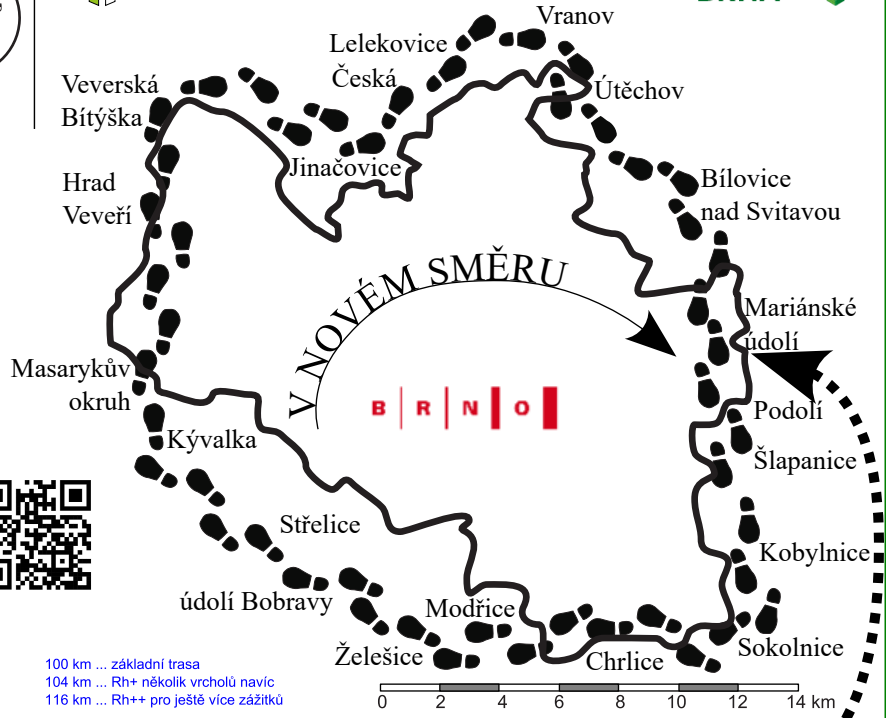 Vranov
Lelekovice
Česká
Veverská
Bítýška
Útěchov
Jinačovice
Bílovice
nad Svitavou
Hrad
Veveří
V NOVÉM SMĚRU
Mariánské
údolí
Masarykův
okruh
B R N O
Podolí
Kývalka
Šlapanice
Střelice
Kobylnice
údolí Bobravy
Modřice
Želešice
Chrlice
Sokolnice
100 km ... základní trasa
104 km ... Rh+ několik vrcholů navíc
116 km ... Rh++ pro ještě více zážitků
0 2 4 6 8 10 12 14 km